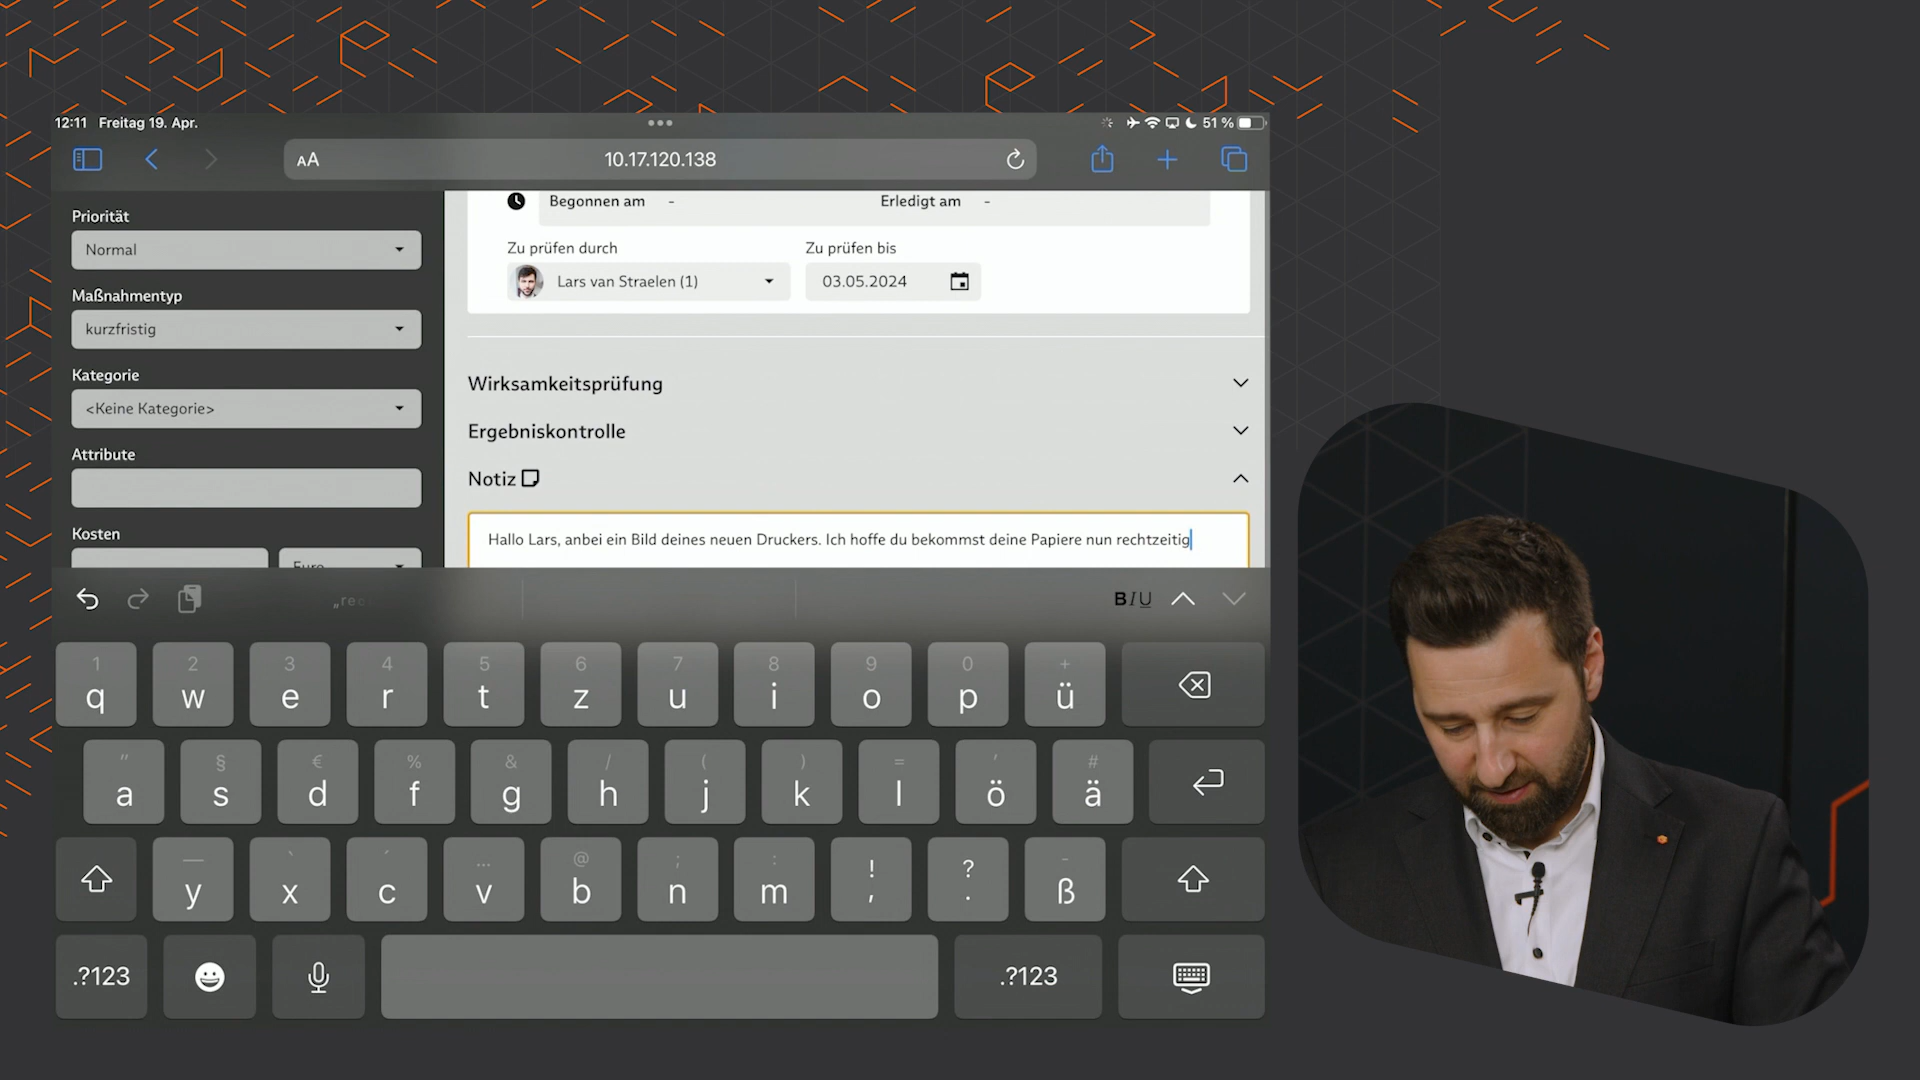 12:11 Freitag 19. Apr.
51 %
AA
10.17.120.138
Priorität
Normal
Maßnahmentyp
kurzfristig
Kategorie
<Keine Kategorie>
Attribute
Kosten
Euro
Begonnen am -
Erledigt am -
Zu prüfen durch
Zu prüfen bis
Lars van Straelen (1)
03.05.2024
Wirksamkeitsprüfung
Ergebniskontrolle
Notiz
Hallo Lars, anbei ein Bild deines neuen Druckers. Ich hoffe du bekommst deine Papiere nun rechtzeitig
BIU
1 2 3 4 5 6 7 8 9 0 +
q w e r t z u i o p ü
" § € % & / ( ) = ' #
a s d f g h j k l ö ä
— ` ´ ... @ ; : ! ? -
y x c v b n m , . ß
.?123 .?123